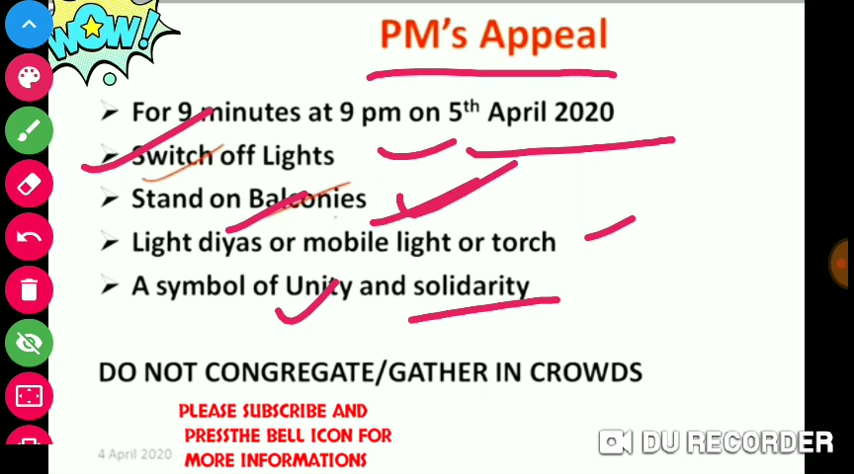 WOW!
PM's Appeal
For 9 minutes at 9 pm on 5th April 2020
Switch off Lights
Stand on Balconies
Light diyas or mobile light or torch
A symbol of Unity and solidarity
DO NOT CONGREGATE/GATHER IN CROWDS
PLEASE SUBSCRIBE AND
PRESSTHE BELL ICON FOR
MORE INFORMATIONS
4 April 2020
DU RECORDER